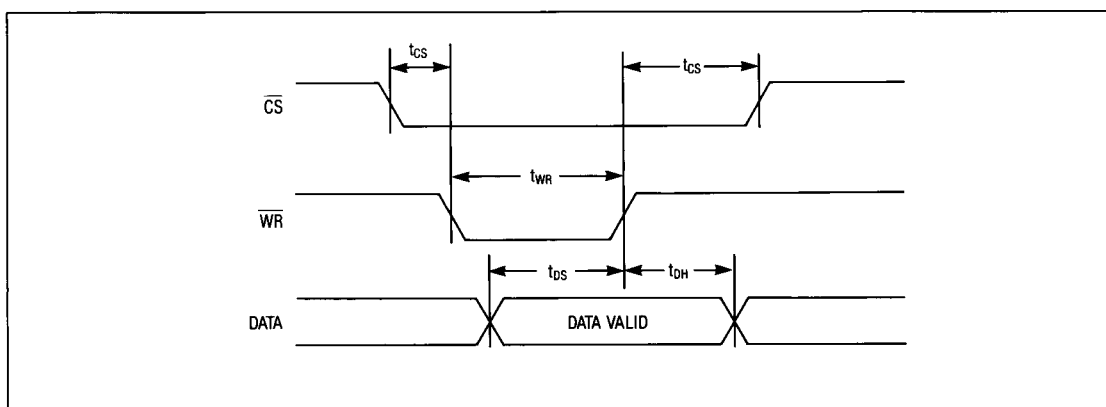 tCS
tCS
CS
tWR
WR
tDS
tDH
DATA
DATA VALID